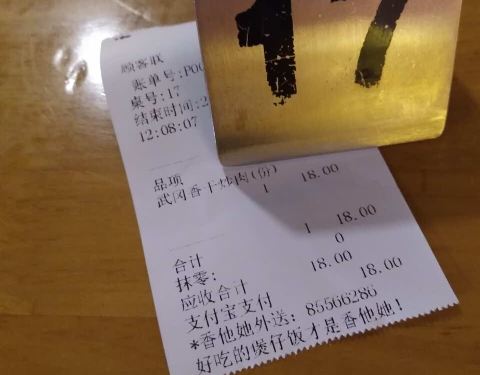 17
顾客联
账单号:P00
桌号:17
结束时间:2
12:08:07
品项
武冈香干炒肉(份) 1 18.00
合计 1 18.00
抹零: 0
应收合计 18.00
支付宝支付 18.00
*香他她外送: 85566286
好吃的煲仔饭才是香他她!